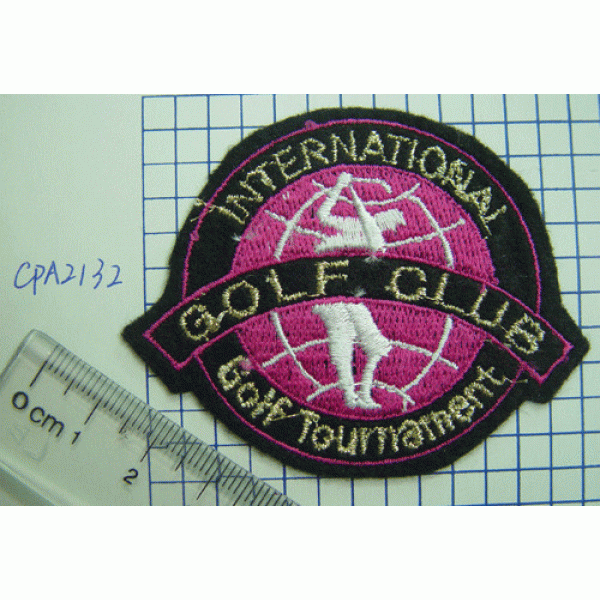 INTERNATIONAL
GOLF CLUB
Golf Tournament
CPA2132
0 cm 1 2